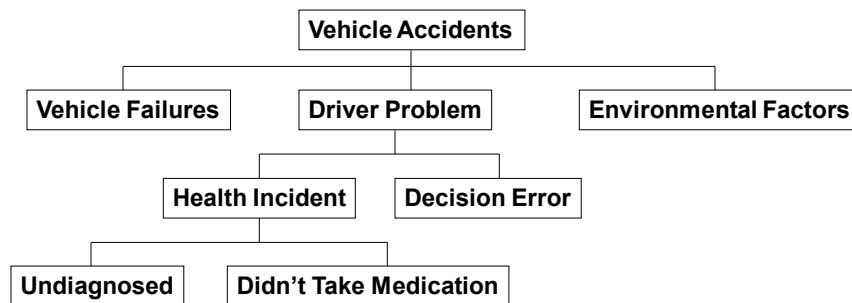 Vehicle Accidents
Vehicle Failures
Driver Problem
Environmental Factors
Health Incident
Decision Error
Undiagnosed
Didn’t Take Medication